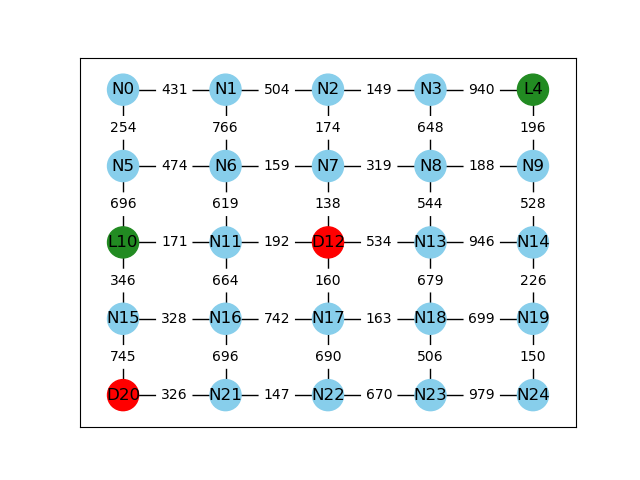 N0 431 N1 504 N2 149 N3 940 L4
254 766 174 648 196
N5 474 N6 159 N7 319 N8 188 N9
696 619 138 544 528
L10 171 N11 192 D12 534 N13 946 N14
346 664 160 679 226
N15 328 N16 742 N17 163 N18 699 N19
745 696 690 506 150
D20 326 N21 147 N22 670 N23 979 N24